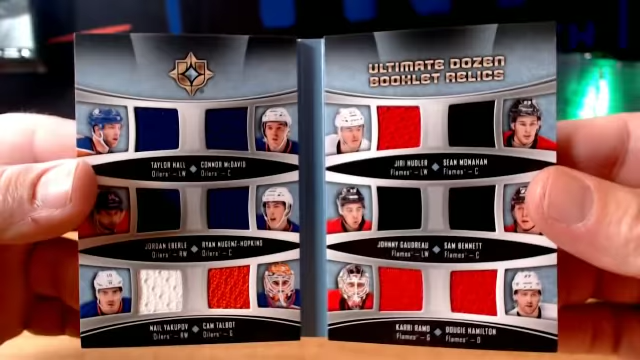 ULTIMATE DOZEN
BOOKLET RELICS
TAYLOR HALL ◆ CONNOR McDAVID
Oilers – LW Oilers – C
JORDAN EBERLE ◆ RYAN NUGENT-HOPKINS
Oilers – RW Oilers – C
NAIL YAKUPOV ◆ CAM TALBOT
Oilers – RW Oilers – G
JIRI HUDLER ◆ SEAN MONAHAN
Flames – LW Flames – C
JOHNNY GAUDREAU ◆ SAM BENNETT
Flames – LW Flames – C
KARRI RAMO ◆ DOUGIE HAMILTON
Flames – G Flames – D